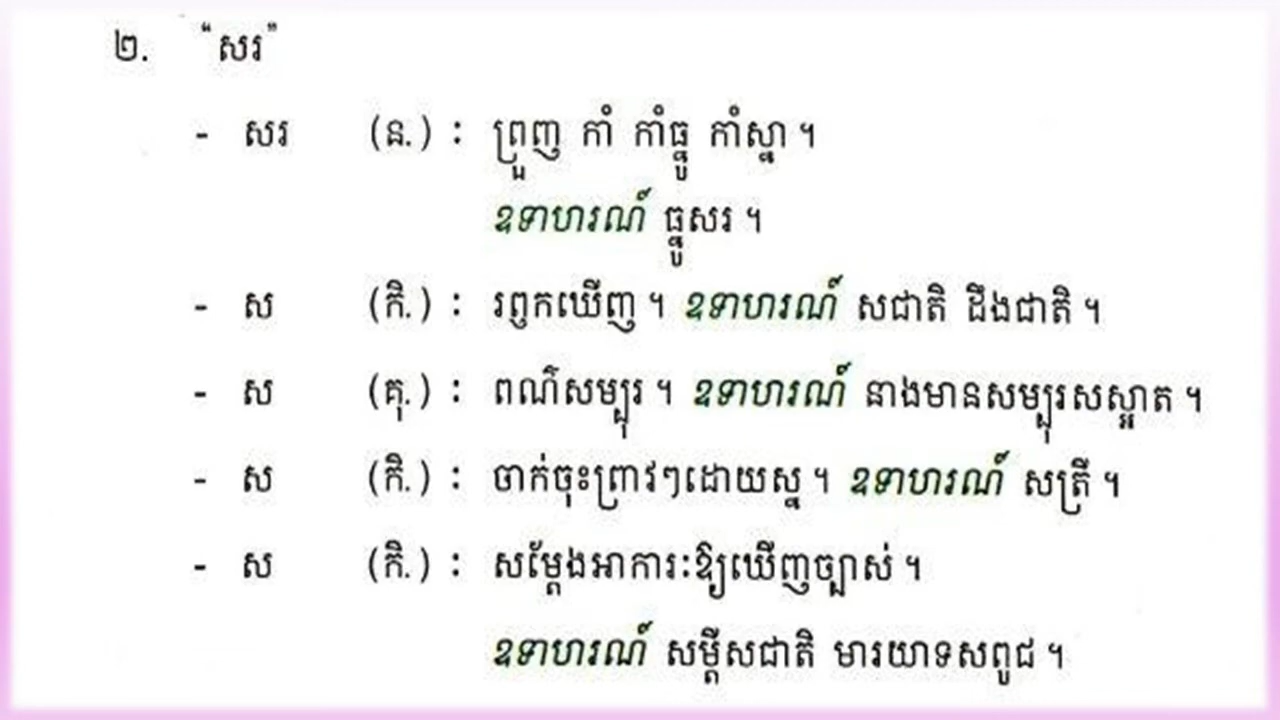 ២. “សរ”
- សរ (ន.) : ព្រួញ កាំ កាំធ្នូ កាំស្នា ។
ឧទាហរណ៍ ធ្នូសរ ។
- ស (កិ.) : រឭកឃើញ ។ ឧទាហរណ៍ សជាតិ ដឹងជាតិ ។
- ស (គុ.) : ពណ៌សម្បុរ ។ ឧទាហរណ៍ នាងមានសម្បុរសស្អាត ។
- ស (កិ.) : ចាក់ចុះព្រាវៗដោយស្ន ។ ឧទាហរណ៍ សត្រី ។
- ស (កិ.) : សម្ដែងអាការៈឱ្យឃើញច្បាស់ ។
ឧទាហរណ៍ សម្ដីសជាតិ មារយាទសពូជ ។